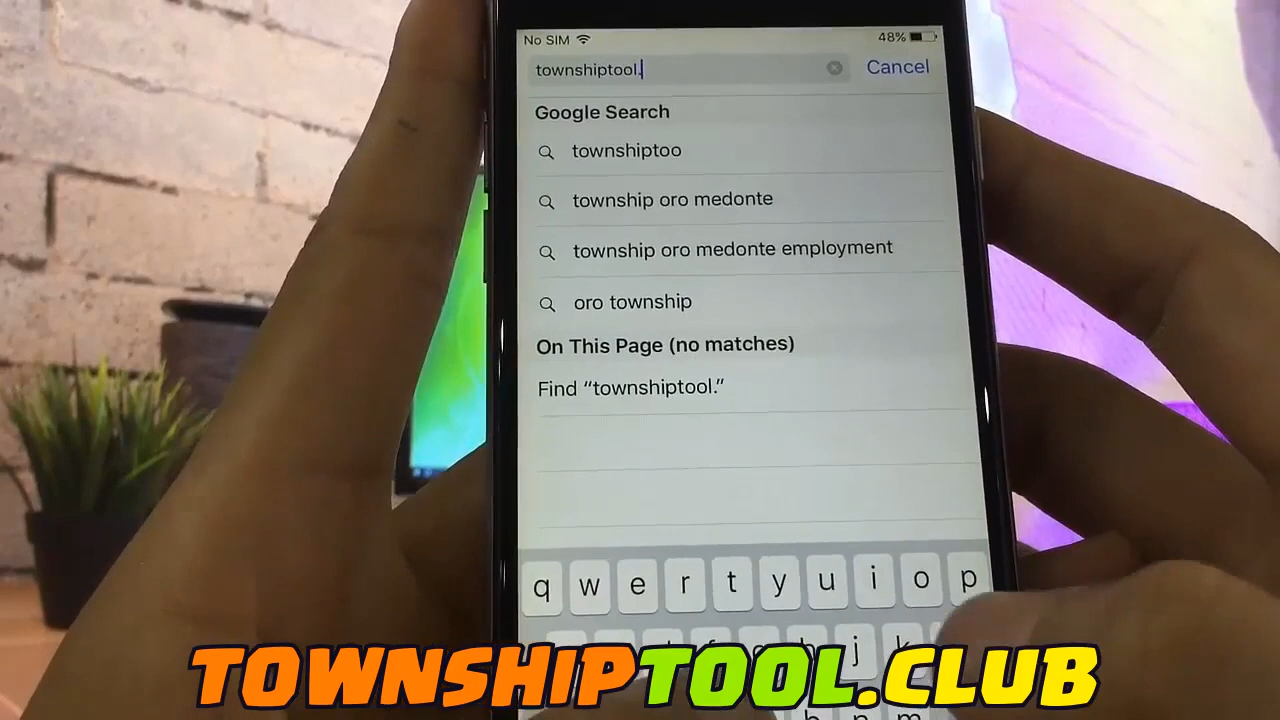 No SIM
48%
townshiptool.
Cancel
Google Search
townshiptoo
township oro medonte
township oro medonte employment
oro township
On This Page (no matches)
Find “townshiptool.”
q w e r t y u i o p
j k
TOWNSHIPTOOL.CLUB